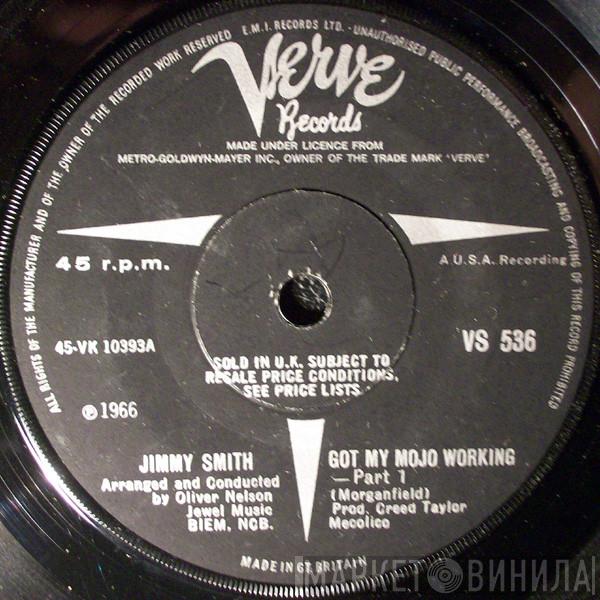 ALL RIGHTS OF THE MANUFACTURER AND OF THE OWNER OF THE RECORDED WORK RESERVED E.M.I. RECORDS LTD. · UNAUTHORISED PUBLIC PERFORMANCE BROADCASTING AND COPYING OF THIS RECORD PROHIBITED
Verve
Records
MADE UNDER LICENCE FROM
METRO-GOLDWYN-MAYER INC., OWNER OF THE TRADE MARK 'VERVE'
45 r.p.m.
A U.S.A. Recording
45-VK 10393A
VS 536
SOLD IN U.K. SUBJECT TO
RESALE PRICE CONDITIONS,
SEE PRICE LISTS
℗ 1966
JIMMY SMITH
Arranged and Conducted
by Oliver Nelson
Jewel Music
BIEM, NCB.
GOT MY MOJO WORKING
—Part 1
(Morganfield)
Prod. Creed Taylor
Mecolico
MADE IN GT. BRITAIN
МАРКЕТ ВИНИЛА